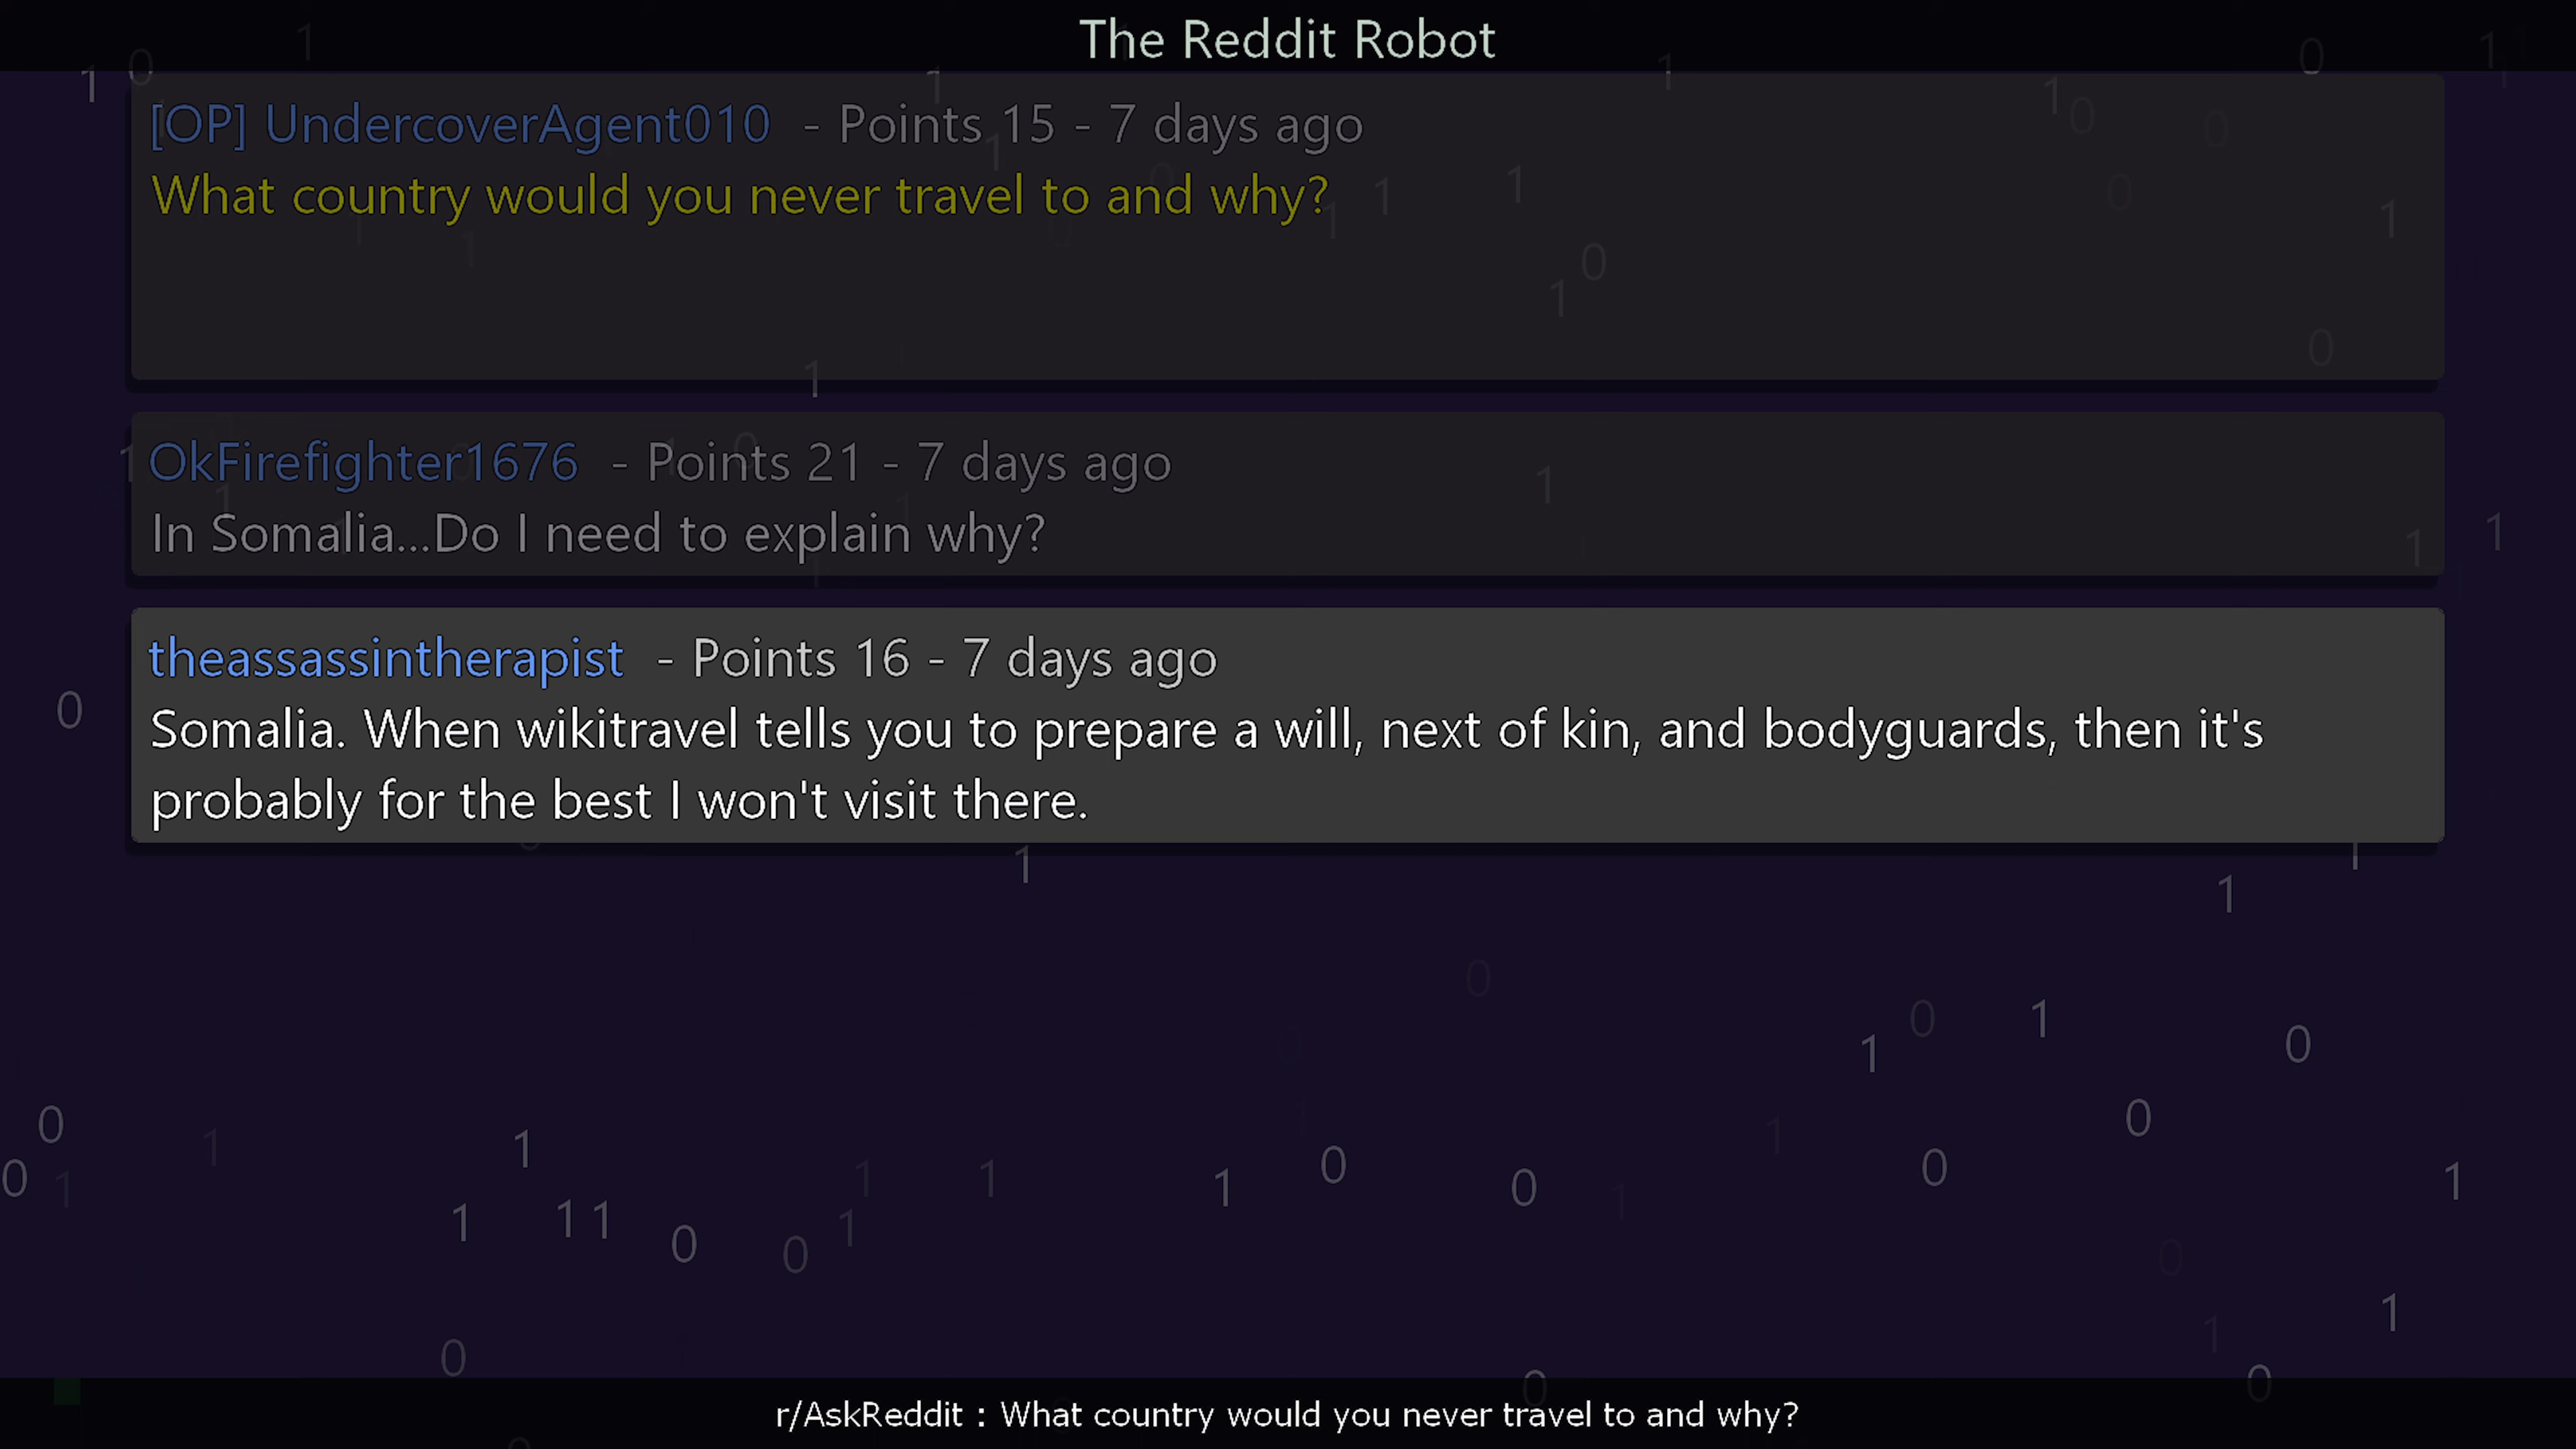 The Reddit Robot
[OP] UndercoverAgent010 - Points 15 - 7 days ago
What country would you never travel to and why?
OkFirefighter1676 - Points 21 - 7 days ago
In Somalia...Do I need to explain why?
theassassintherapist - Points 16 - 7 days ago
Somalia. When wikitravel tells you to prepare a will, next of kin, and bodyguards, then it's
probably for the best I won't visit there.
r/AskReddit : What country would you never travel to and why?